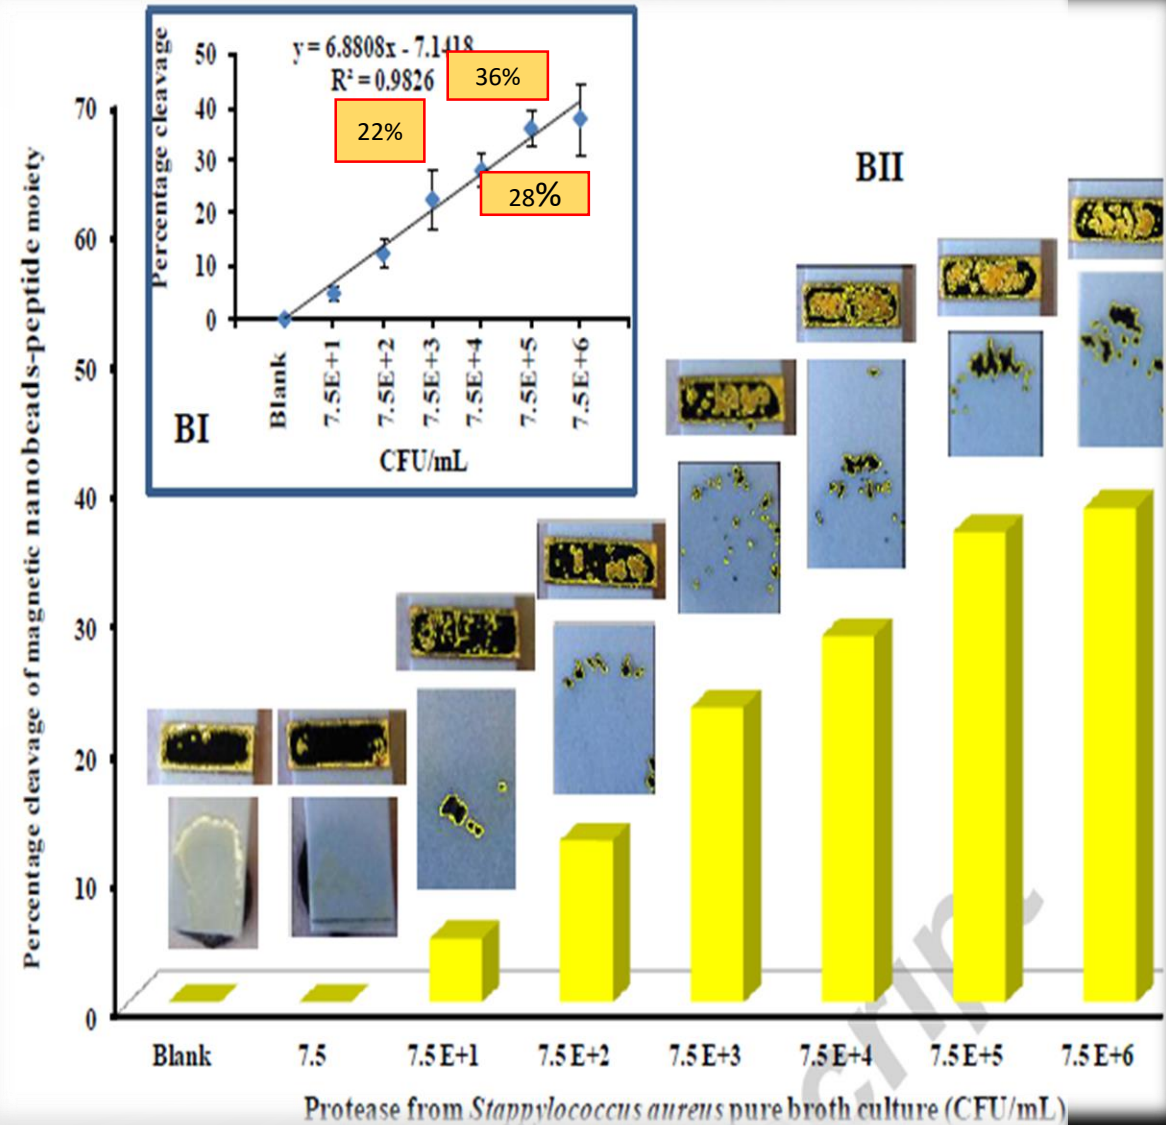 Percentage cleavage of magnetic nanobeads-peptide moiety
70
60
50
40
30
20
10
0
Percentage cleavage
y = 6.8808x - 7.1418
R² = 0.9826
50
40
30
20
10
0
36%
22%
28%
Blank
7.5E+1
7.5E+2
7.5E+3
7.5E+4
7.5E+5
7.5E+6
BI
CFU/mL
BII
cript
Blank
7.5
7.5E+1
7.5E+2
7.5E+3
7.5E+4
7.5E+5
7.5E+6
Protease from Stappylococcus aureus pure broth culture (CFU/mL)